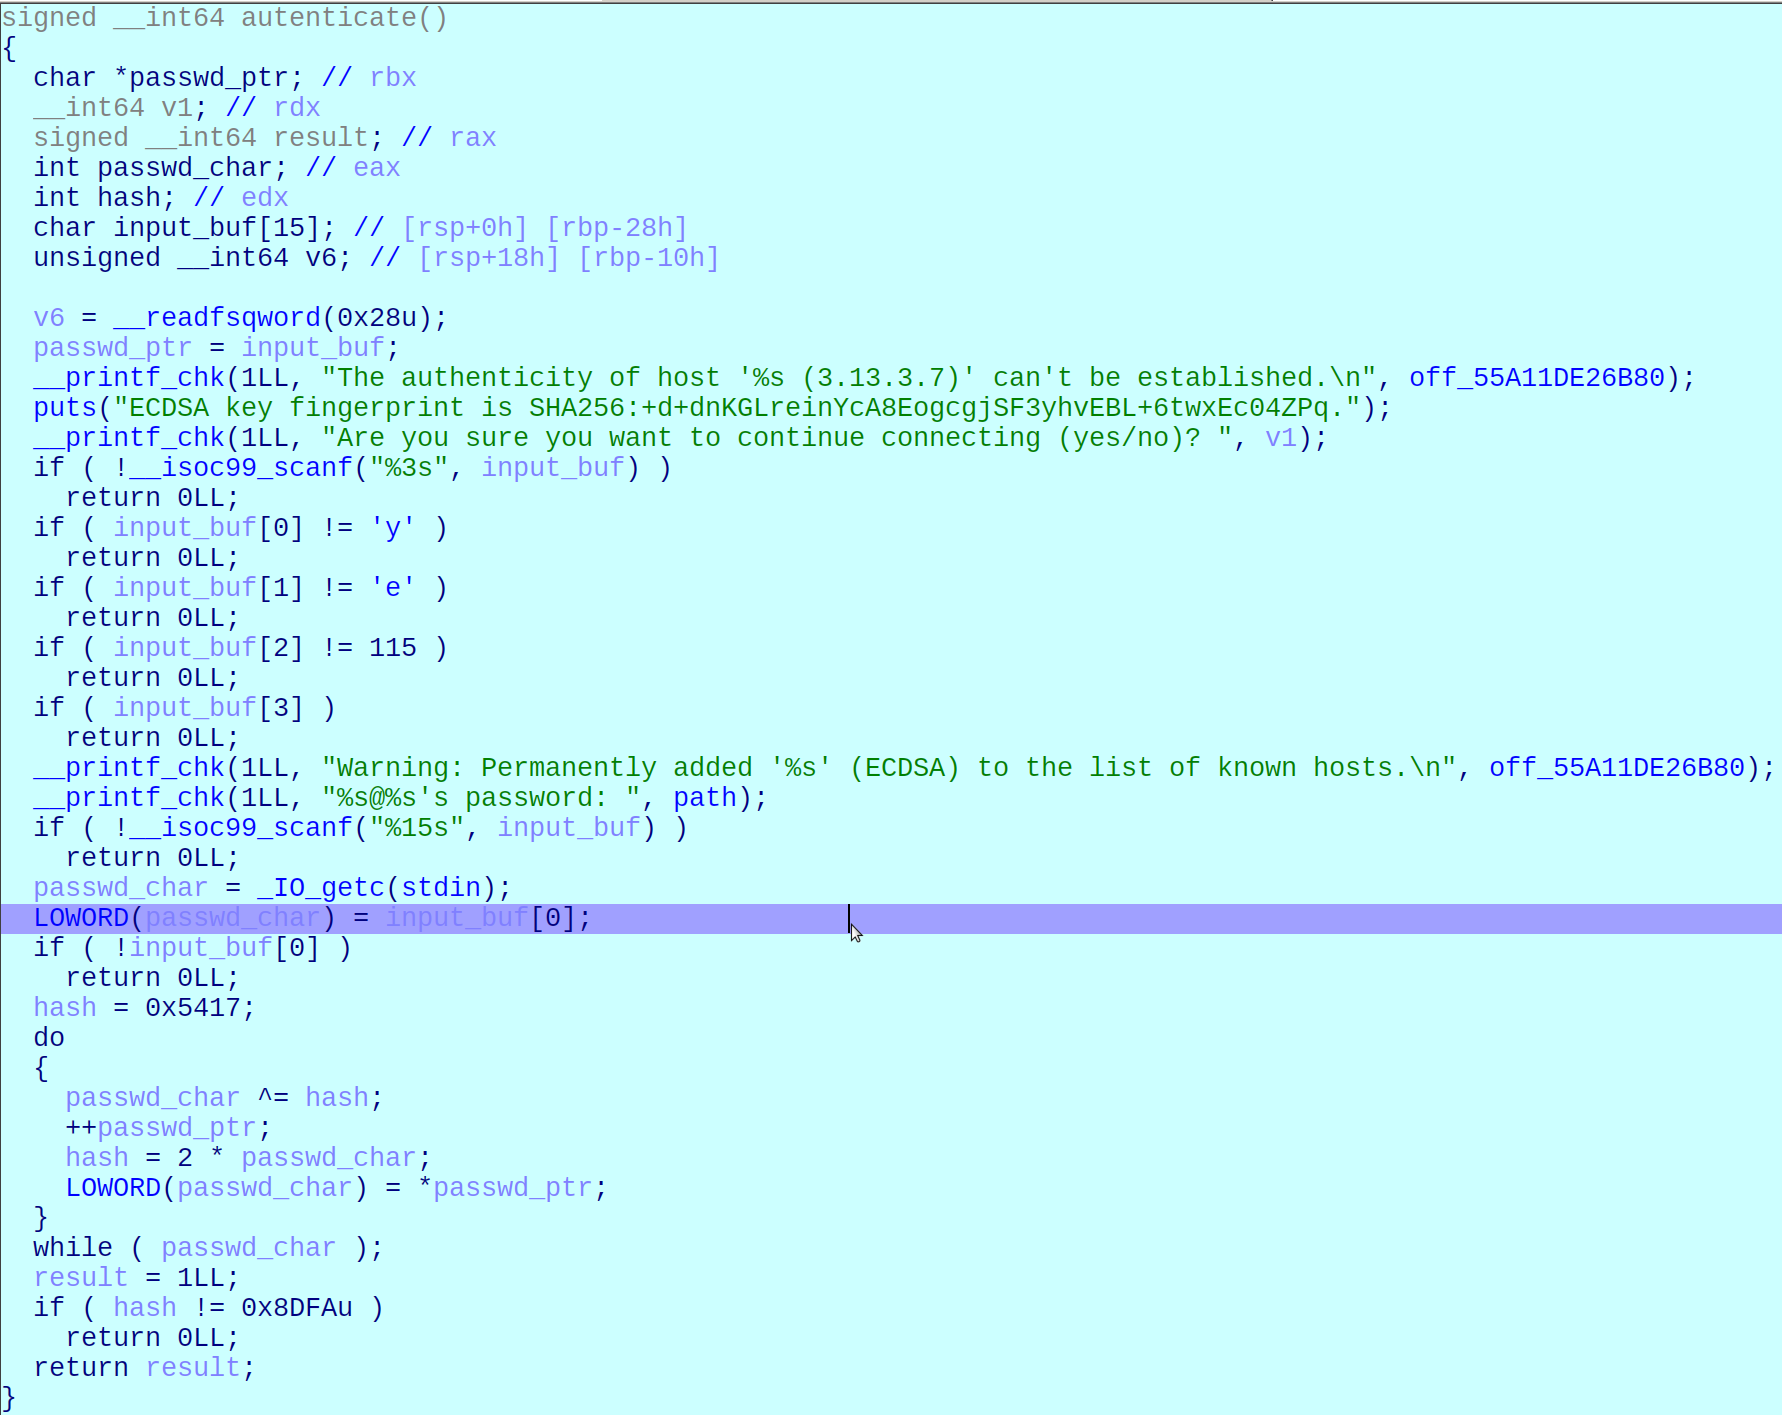 signed __int64 autenticate()
{
  char *passwd_ptr; // rbx
  __int64 v1; // rdx
  signed __int64 result; // rax
  int passwd_char; // eax
  int hash; // edx
  char input_buf[15]; // [rsp+0h] [rbp-28h]
  unsigned __int64 v6; // [rsp+18h] [rbp-10h]

  v6 = __readfsqword(0x28u);
  passwd_ptr = input_buf;
  __printf_chk(1LL, "The authenticity of host '%s (3.13.3.7)' can't be established.\n", off_55A11DE26B80);
  puts("ECDSA key fingerprint is SHA256:+d+dnKGLreinYcA8EogcgjSF3yhvEBL+6twxEc04ZPq.");
  __printf_chk(1LL, "Are you sure you want to continue connecting (yes/no)? ", v1);
  if ( !__isoc99_scanf("%3s", input_buf) )
    return 0LL;
  if ( input_buf[0] != 'y' )
    return 0LL;
  if ( input_buf[1] != 'e' )
    return 0LL;
  if ( input_buf[2] != 115 )
    return 0LL;
  if ( input_buf[3] )
    return 0LL;
  __printf_chk(1LL, "Warning: Permanently added '%s' (ECDSA) to the list of known hosts.\n", off_55A11DE26B80);
  __printf_chk(1LL, "%s@%s's password: ", path);
  if ( !__isoc99_scanf("%15s", input_buf) )
    return 0LL;
  passwd_char = _IO_getc(stdin);
  LOWORD(passwd_char) = input_buf[0];
  if ( !input_buf[0] )
    return 0LL;
  hash = 0x5417;
  do
  {
    passwd_char ^= hash;
    ++passwd_ptr;
    hash = 2 * passwd_char;
    LOWORD(passwd_char) = *passwd_ptr;
  }
  while ( passwd_char );
  result = 1LL;
  if ( hash != 0x8DFAu )
    return 0LL;
  return result;
}